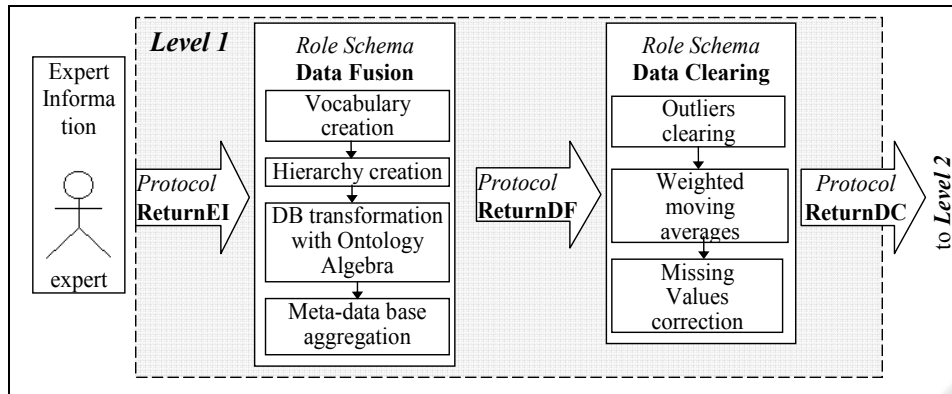 Level 1
Expert
Informa
tion
expert
Protocol
ReturnEI
Role Schema
Data Fusion
Vocabulary
creation
Hierarchy creation
DB transformation
with Ontology
Algebra
Meta-data base
aggregation
Protocol
ReturnDF
Role Schema
Data Clearing
Outliers
clearing
Weighted
moving
averages
Missing
Values
correction
Protocol
ReturnDC
to Level 2